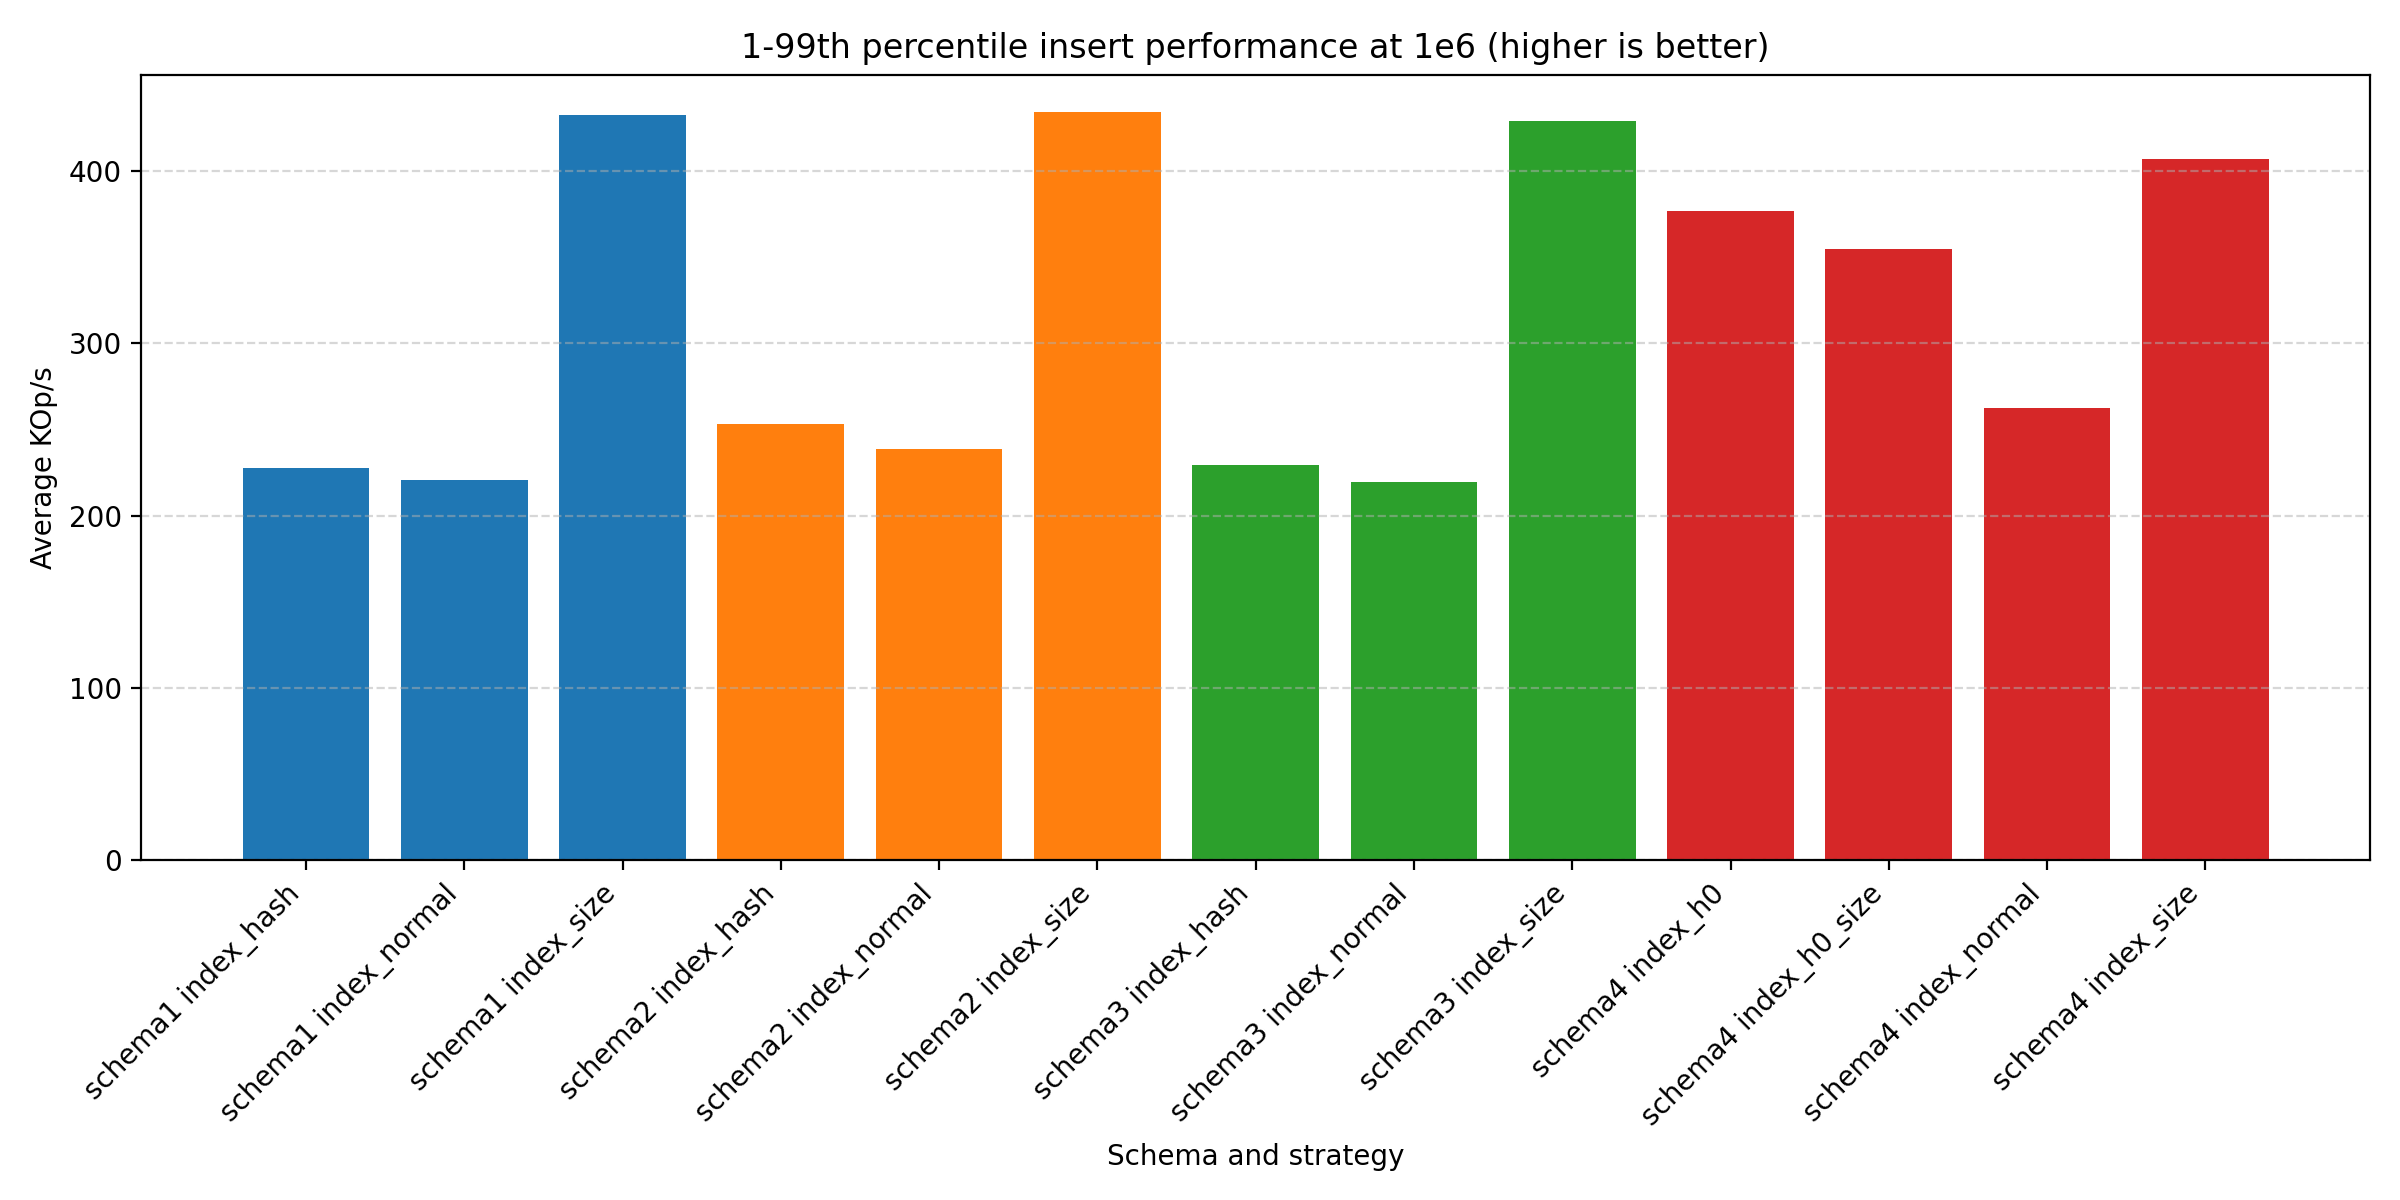 1-99th percentile insert performance at 1e6 (higher is better)
Average KOp/s
400
300
200
100
0
schema1 index_hash
schema1 index_normal
schema1 index_size
schema2 index_hash
schema2 index_normal
schema2 index_size
schema3 index_hash
schema3 index_normal
schema3 index_size
schema4 index_h0
schema4 index_h0_size
schema4 index_normal
schema4 index_size
Schema and strategy